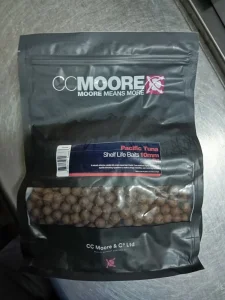 CCMOORE
MOORE MEANS MORE
Pacific Tuna
Shelf Life Baits 10mm
CC Moore & Co Ltd